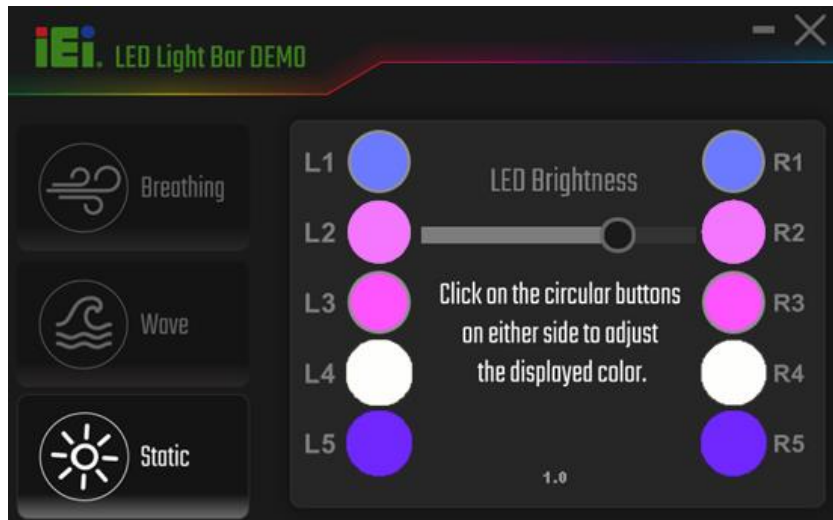 iEi. LED Light Bar DEMO
Breathing
Wave
Static
L1
L2
L3
L4
L5
LED Brightness
Click on the circular buttons
on either side to adjust
the displayed color.
1.0
R1
R2
R3
R4
R5